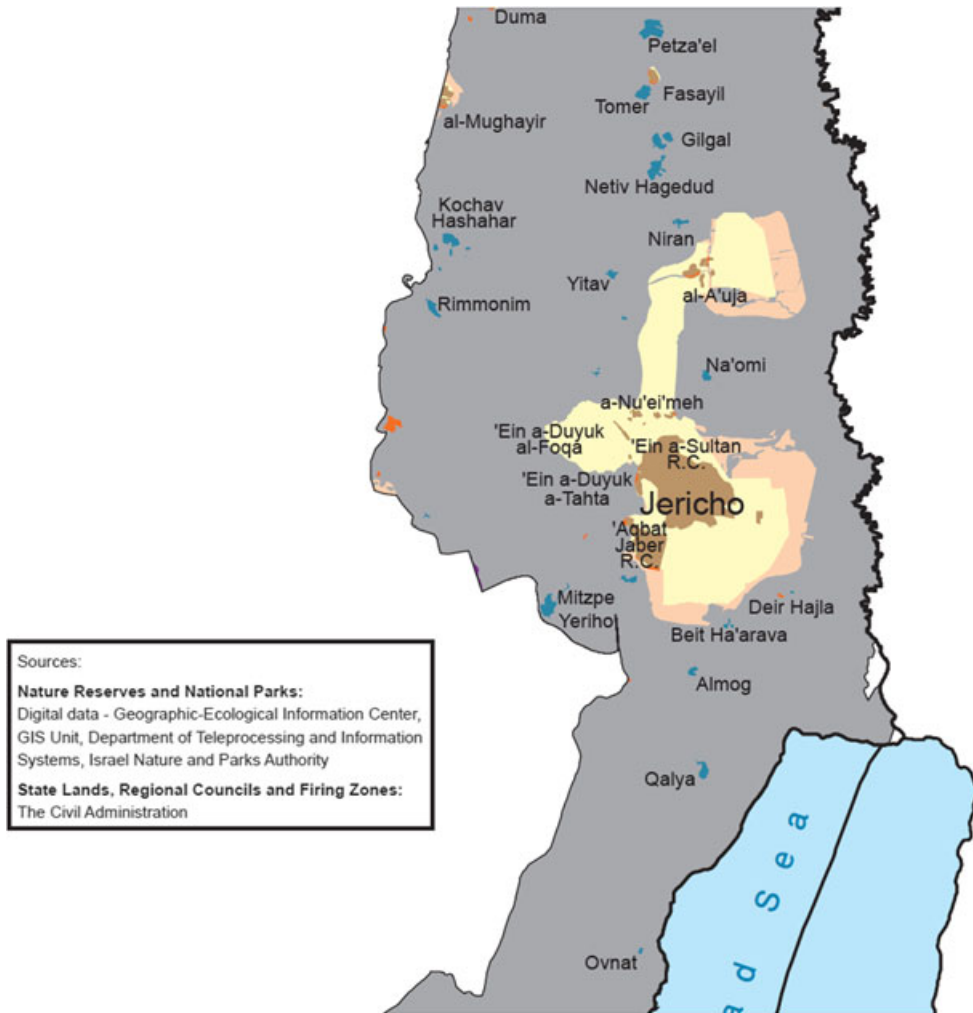 Duma
Petza'el
Fasayil
Tomer
al-Mughayir
Gilgal
Netiv Hagedud
Kochav
Hashahar
Niran
Yitav
al-A'uja
Rimmonim
Na'omi
a-Nu'ei'meh
'Ein a-Duyuk
al-Foqa
'Ein a-Sultan
R.C.
'Ein a-Duyuk
a-Tahta
Jericho
'Aqbat
Jaber
R.C.
Mitzpe
Yeriho
Deir Hajla
Beit Ha'arava
Almog
Sources:
Nature Reserves and National Parks:
Digital data - Geographic-Ecological Information Center,
GIS Unit, Department of Teleprocessing and Information
Systems, Israel Nature and Parks Authority
State Lands, Regional Councils and Firing Zones:
The Civil Administration
Qalya
Ovnat
ad Sea